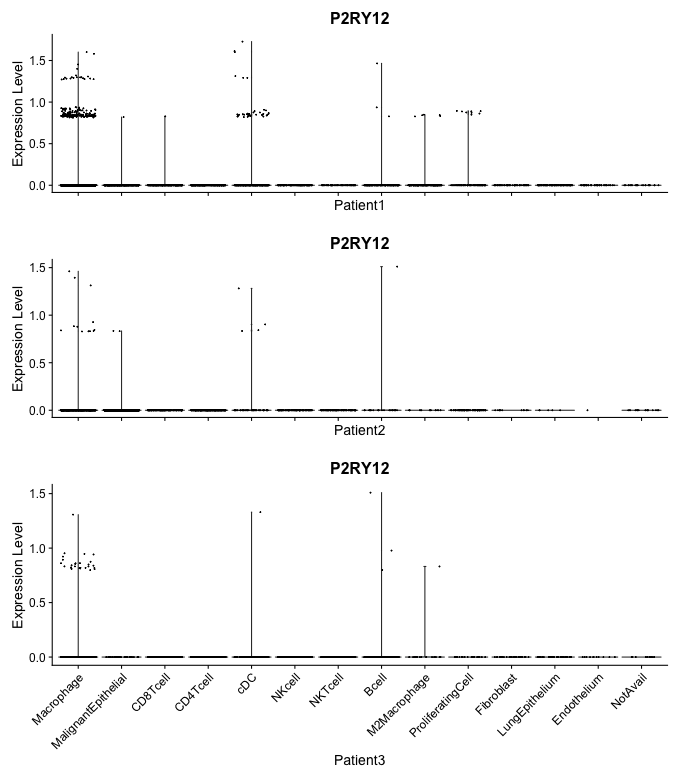 P2RY12
Expression Level
1.5
1.0
0.5
0.0
Patient1
P2RY12
Expression Level
1.5
1.0
0.5
0.0
Patient2
P2RY12
Expression Level
1.5
1.0
0.5
0.0
Macrophage
MalignantEpithelial
CD8Tcell
CD4Tcell
cDC
NKcell
NKTcell
Bcell
M2Macrophage
ProliferatingCell
Fibroblast
LungEpithelium
Endothelium
NotAvail
Patient3